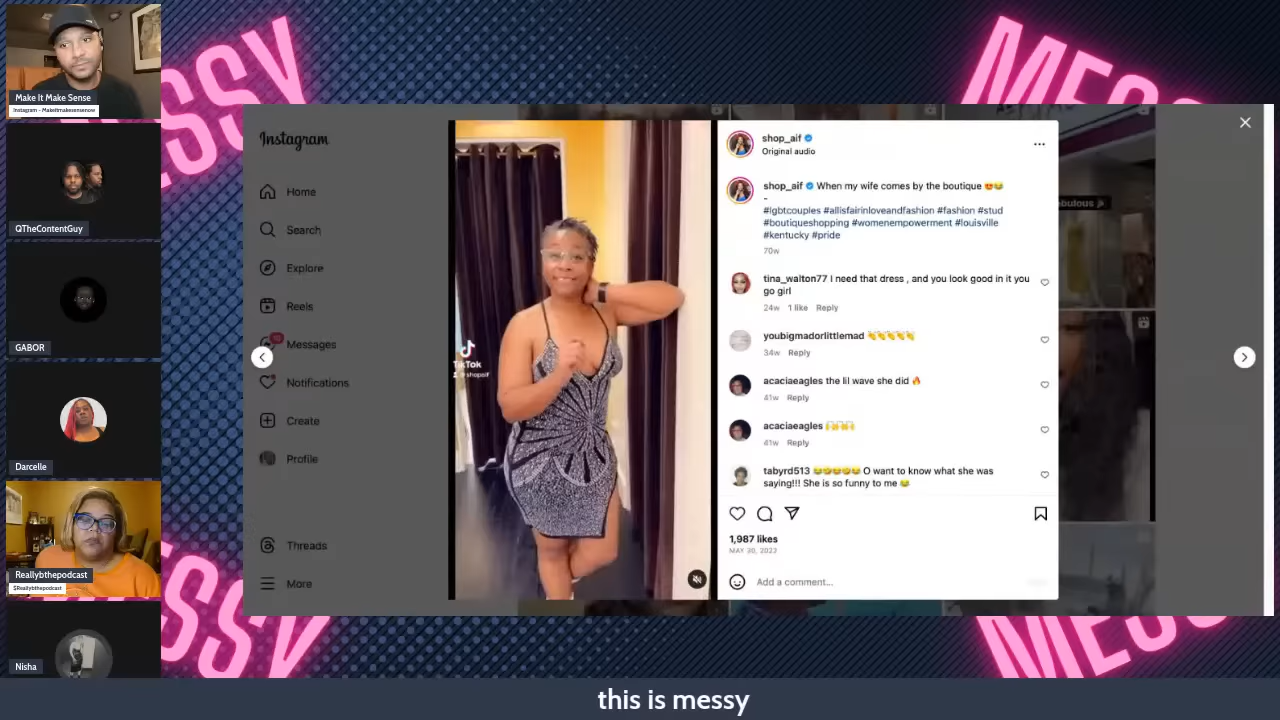 Make It Make Sense
Instagram - Makeitmakesensenow
QTheContentGuy
GABOR
Darcelle
Reallybthepodcast
$Reallybthepodcast
Nisha
MESSY
Instagram
Home
Search
Explore
Reels
Messages
Notifications
Create
Profile
Threads
More
TikTok
@shopaif
shop_aif
Original audio
shop_aif When my wife comes by the boutique 😍😂
-
#lgbtcouples #allisfairinloveandfashion #fashion #stud
#boutiqueshopping #womenempowerment #louisville
#kentucky #pride
70w
tina_walton77 I need that dress , and you look good in it you
go girl
24w 1 like Reply
youbigmadorlittlemad 👏👏👏👏👏
34w Reply
acaciaeagles the lil wave she did 🔥
41w Reply
acaciaeagles 🙌🙌🙌
41w Reply
tabyrd513 😂🤣😂🤣😂 O want to know what she was
saying!!! She is so funny to me 😂
1,987 likes
MAY 30, 2022
Add a comment...
this is messy